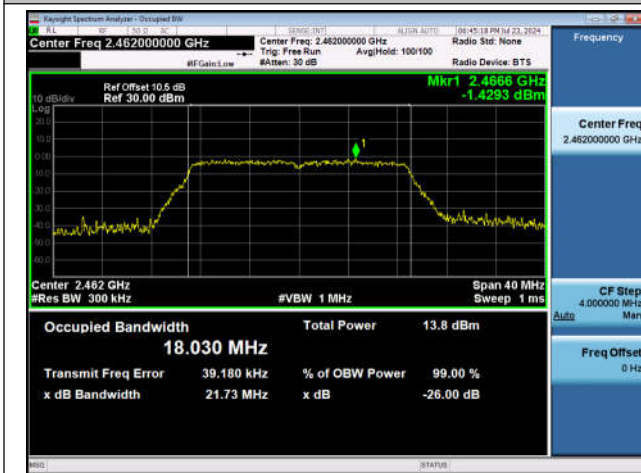 Keysight Spectrum Analyzer - Occupied BW
RL RF 50 Ω AC SENSE:INT ALIGN AUTO 06:45:18 PM Jul 23, 2024
Center Freq 2.462000000 GHz
Center Freq: 2.462000000 GHz
Radio Std: None
Trig: Free Run Avg|Hold: 100/100
#IFGain:Low #Atten: 30 dB Radio Device: BTS
Frequency
Mkr1 2.4666 GHz
-1.4293 dBm
Ref Offset 10.5 dB
10 dB/div Ref 30.00 dBm
Log
20.0
10.0
0.00
-10.0
-20.0
-30.0
-40.0
-50.0
-60.0
1
Center 2.462 GHz Span 40 MHz
#Res BW 300 kHz #VBW 1 MHz Sweep 1 ms
Occupied Bandwidth Total Power 13.8 dBm
18.030 MHz
Transmit Freq Error 39.180 kHz % of OBW Power 99.00 %
x dB Bandwidth 21.73 MHz x dB -26.00 dB
Center Freq
2.462000000 GHz
CF Step
4.000000 MHz
Auto Man
Freq Offset
0 Hz
MSG STATUS